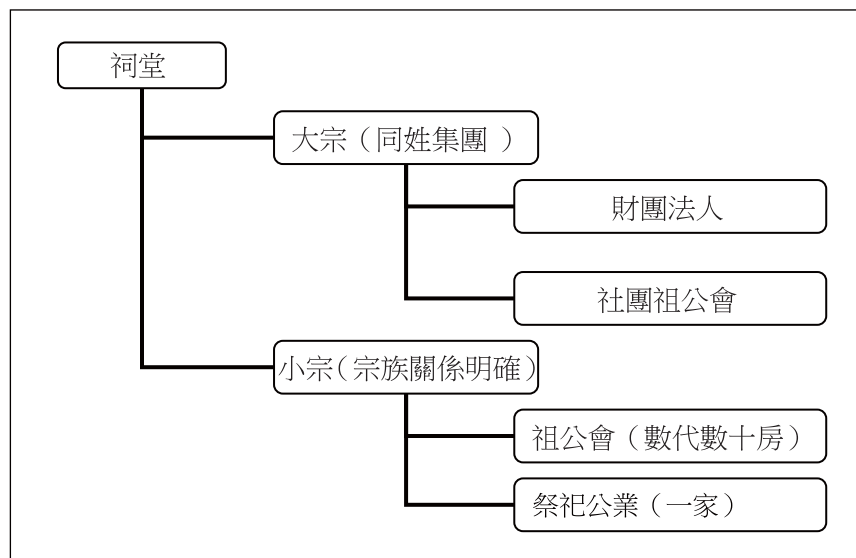 祠堂
大宗（同姓集團 ）
財團法人
社團祖公會
小宗（宗族關係明確）
祖公會（數代數十房）
祭祀公業（一家）